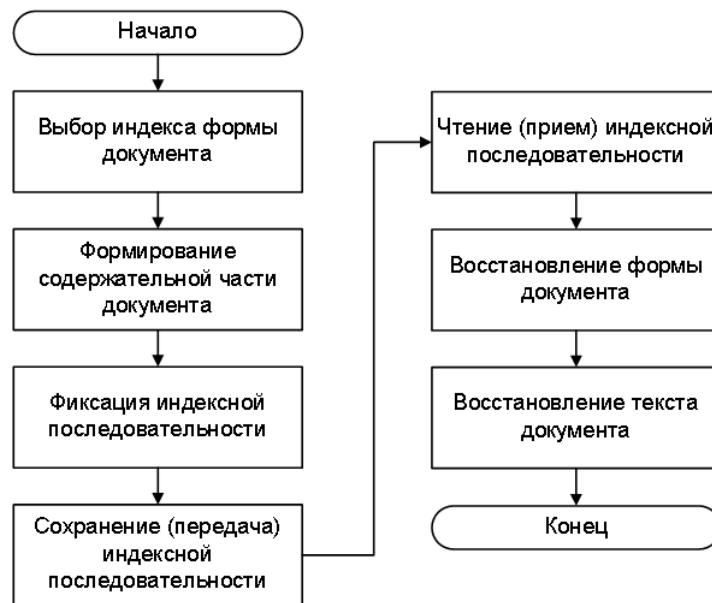 Начало
Выбор индекса формы
документа
Формирование
содержательной части
документа
Фиксация индексной
последовательности
Сохранение (передача)
индексной
последовательности
Чтение (прием) индексной
последовательности
Восстановление формы
документа
Восстановление текста
документа
Конец